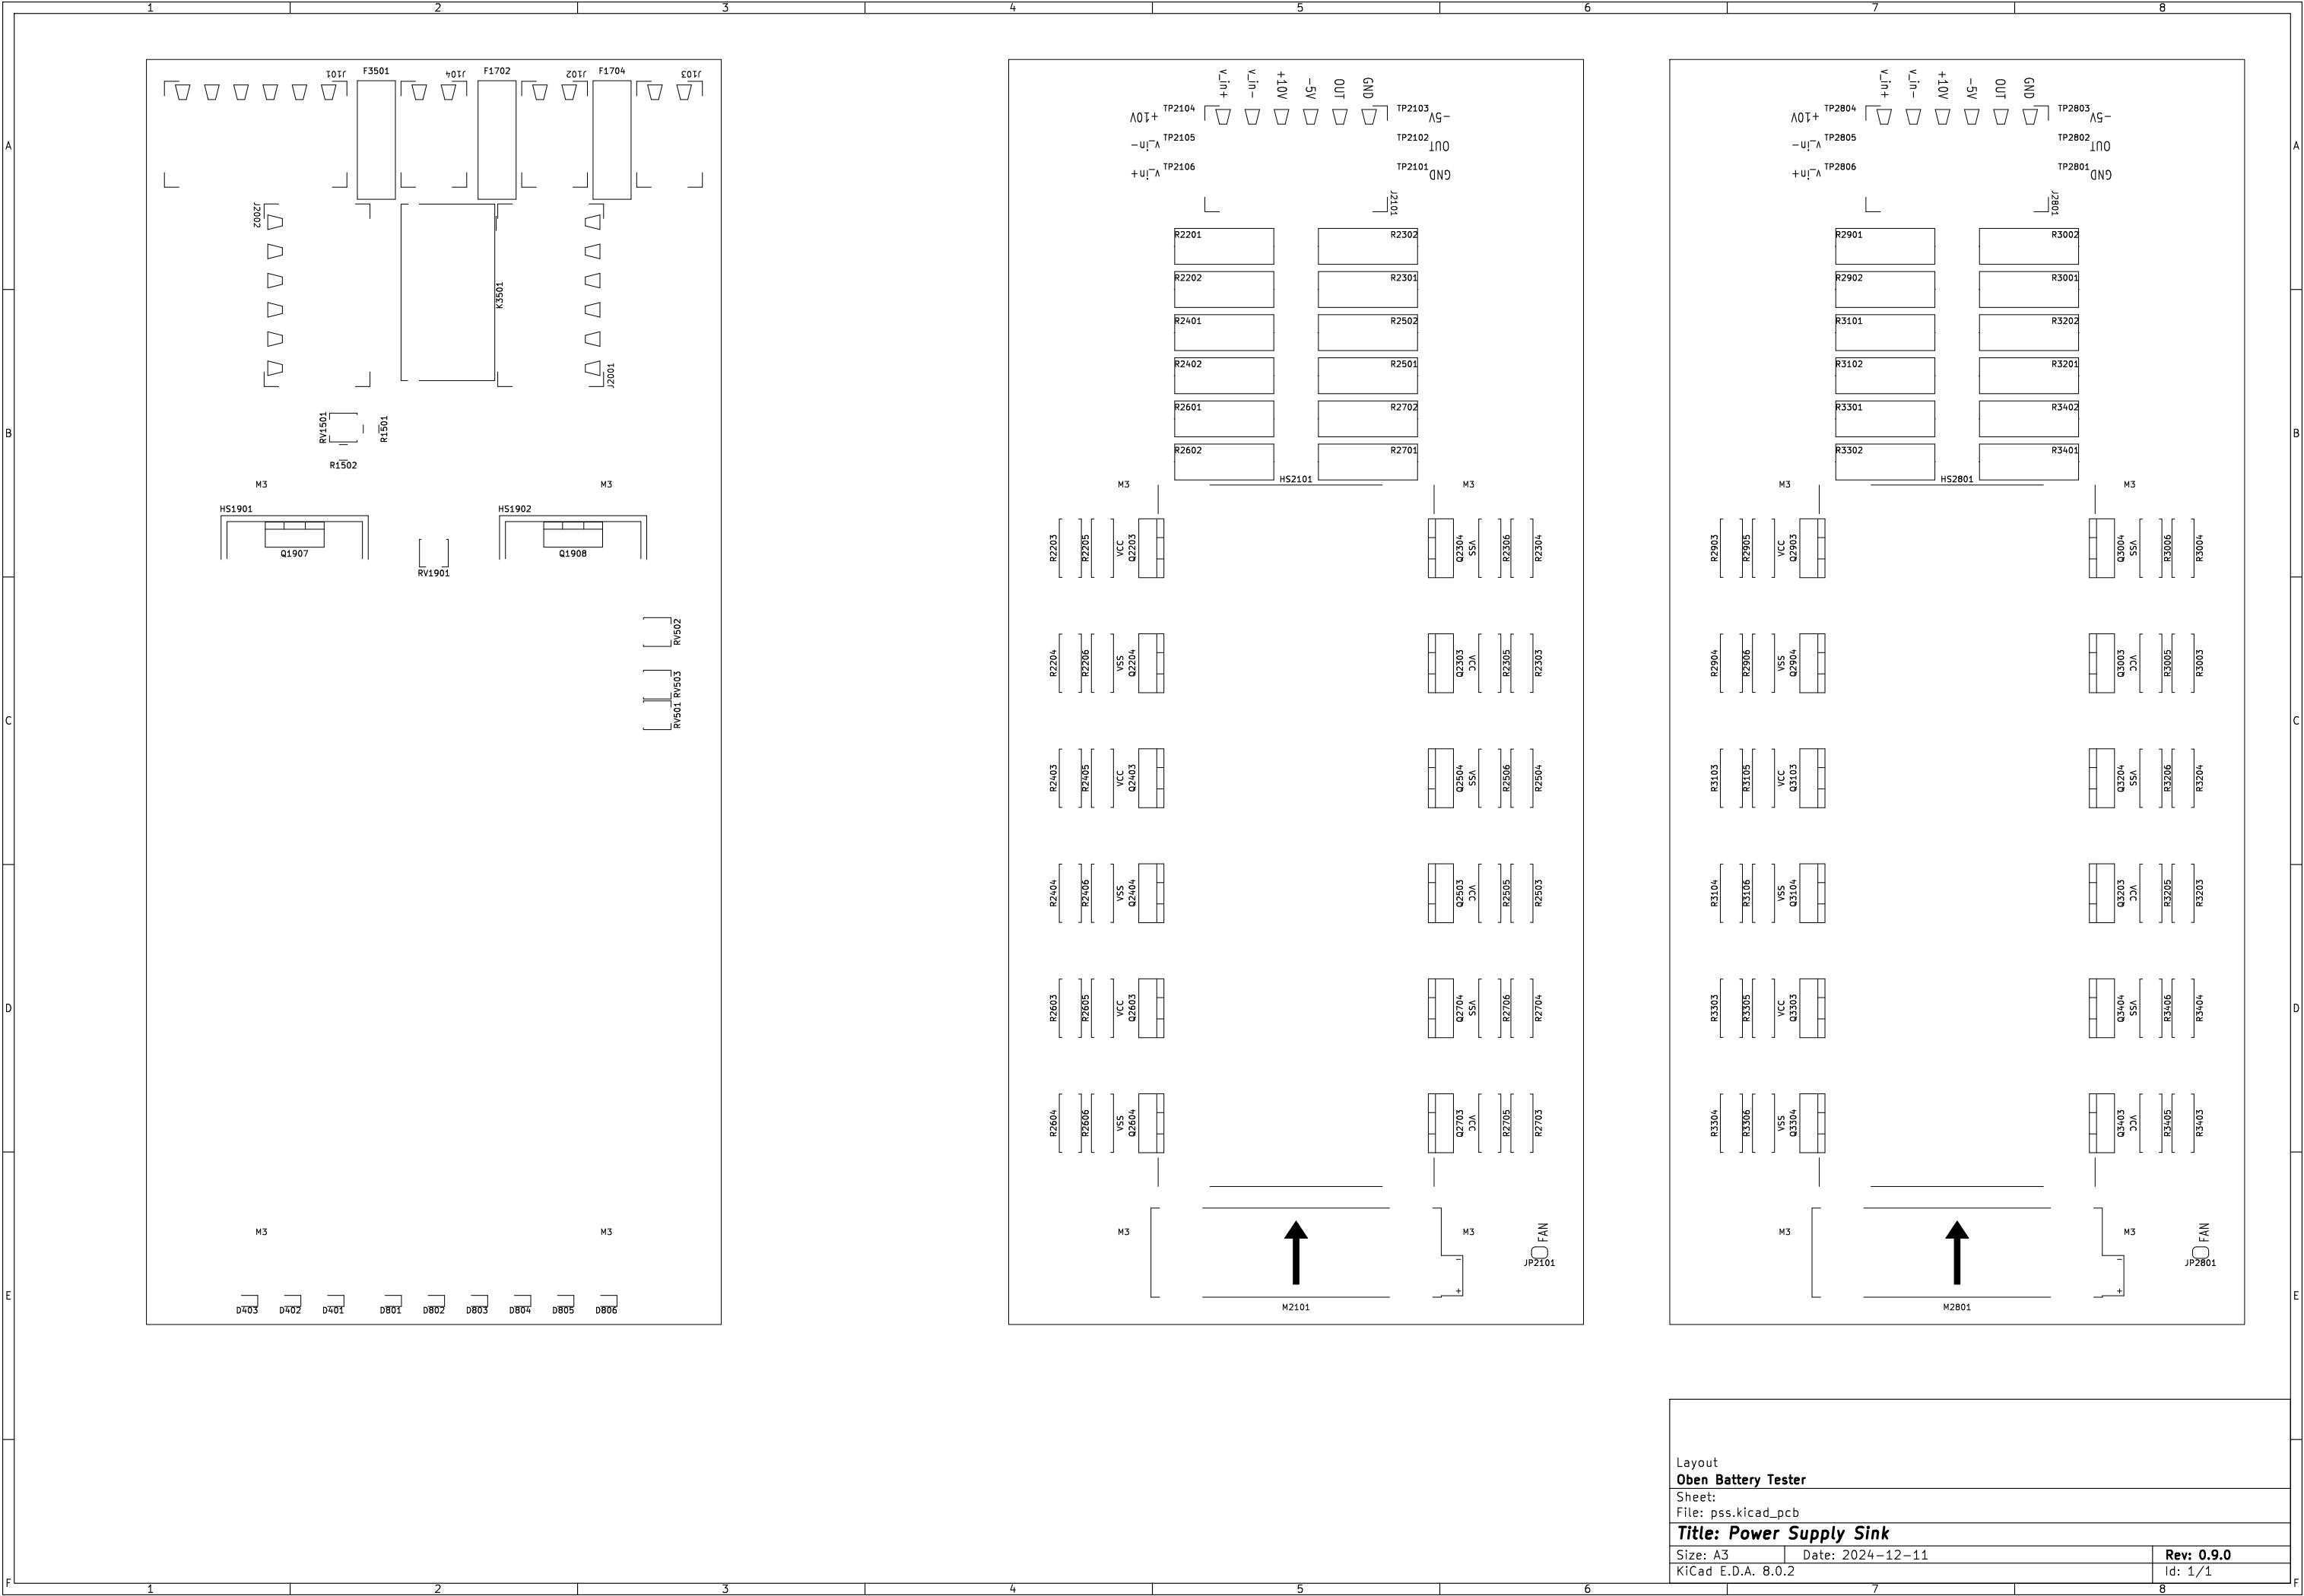 1 2 3 4 5 6 7 8
A
B
C
D
E
F
J101 F3501 J104 F1702 J102 F1704 J103
J2002
K3501
J2001
RV1501 R1501
R1502
M3 M3
HS1901 HS1902
Q1907 Q1908
RV1901
RV502
RV503
RV501
M3 M3
D403 D402 D401 D801 D802 D803 D804 D805 D806
v_in+ v_in- +10V -5V OUT GND
TP2104 TP2103
+10V -5V
TP2105 TP2102
v_in- OUT
TP2106 TP2101
v_in+ GND
J2101
R2201 R2302
R2202 R2301
R2401 R2502
R2402 R2501
R2601 R2702
R2602 R2701
HS2101
M3 M3
R2203 R2205 VCC Q2203 Q2304 VSS R2306 R2304
R2204 R2206 VSS Q2204 Q2303 VCC R2305 R2303
R2403 R2405 VCC Q2403 Q2504 VSS R2506 R2504
R2404 R2406 VSS Q2404 Q2503 VCC R2505 R2503
R2603 R2605 VCC Q2603 Q2704 VSS R2706 R2704
R2604 R2606 VSS Q2604 Q2703 VCC R2705 R2703
M3 M3 FAN
-
JP2101
+
M2101
v_in+ v_in- +10V -5V OUT GND
TP2804 TP2803
+10V -5V
TP2805 TP2802
v_in- OUT
TP2806 TP2801
v_in+ GND
J2801
R2901 R3002
R2902 R3001
R3101 R3202
R3102 R3201
R3301 R3402
R3302 R3401
HS2801
M3 M3
R2903 R2905 VCC Q2903 Q3004 VSS R3006 R3004
R2904 R2906 VSS Q2904 Q3003 VCC R3005 R3003
R3103 R3105 VCC Q3103 Q3204 VSS R3206 R3204
R3104 R3106 VSS Q3104 Q3203 VCC R3205 R3203
R3303 R3305 VCC Q3303 Q3404 VSS R3406 R3404
R3304 R3306 VSS Q3304 Q3403 VCC R3405 R3403
M3 M3 FAN
-
JP2801
+
M2801
A
B
C
D
E
F
Layout
Oben Battery Tester
Sheet:
File: pss.kicad_pcb
Title: Power Supply Sink
Size: A3 Date: 2024-12-11 Rev: 0.9.0
KiCad E.D.A. 8.0.2 Id: 1/1
1 2 3 4 5 6 7 8